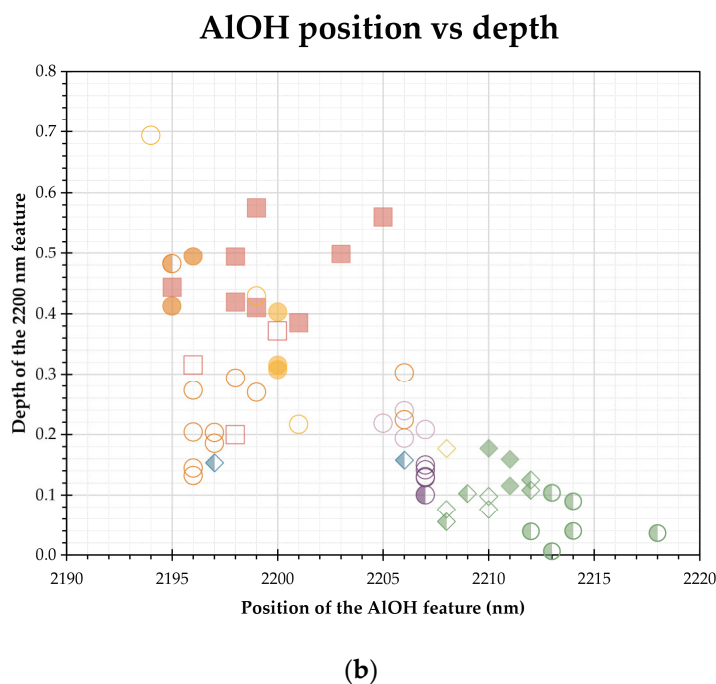 AlOH position vs depth
0.8
0.7
0.6
0.5
0.4
0.3
0.2
0.1
0.0
Depth of the 2200 nm feature
2190 2195 2200 2205 2210 2215 2220
Position of the AlOH feature (nm)
(b)